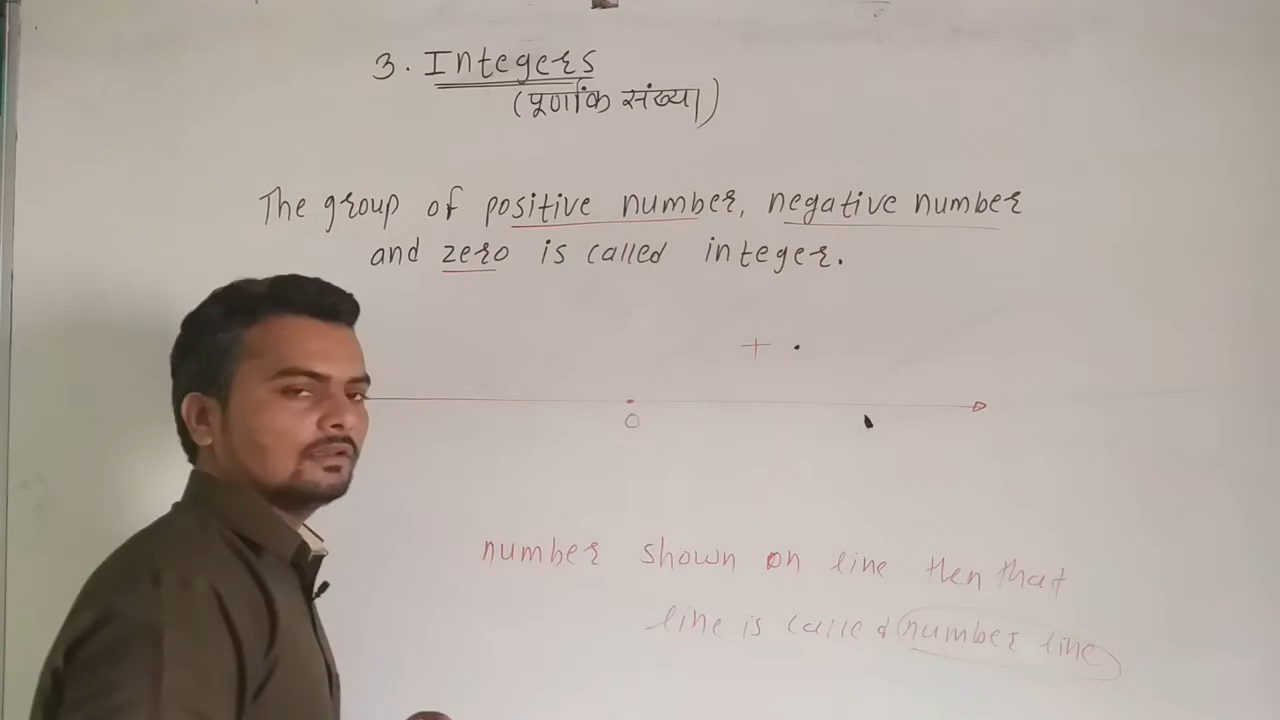 3. Integers
(पूर्णांक संख्या)
The group of positive number, negative number
and zero is called integer.
+ .
0
number shown on line then that
line is called number line